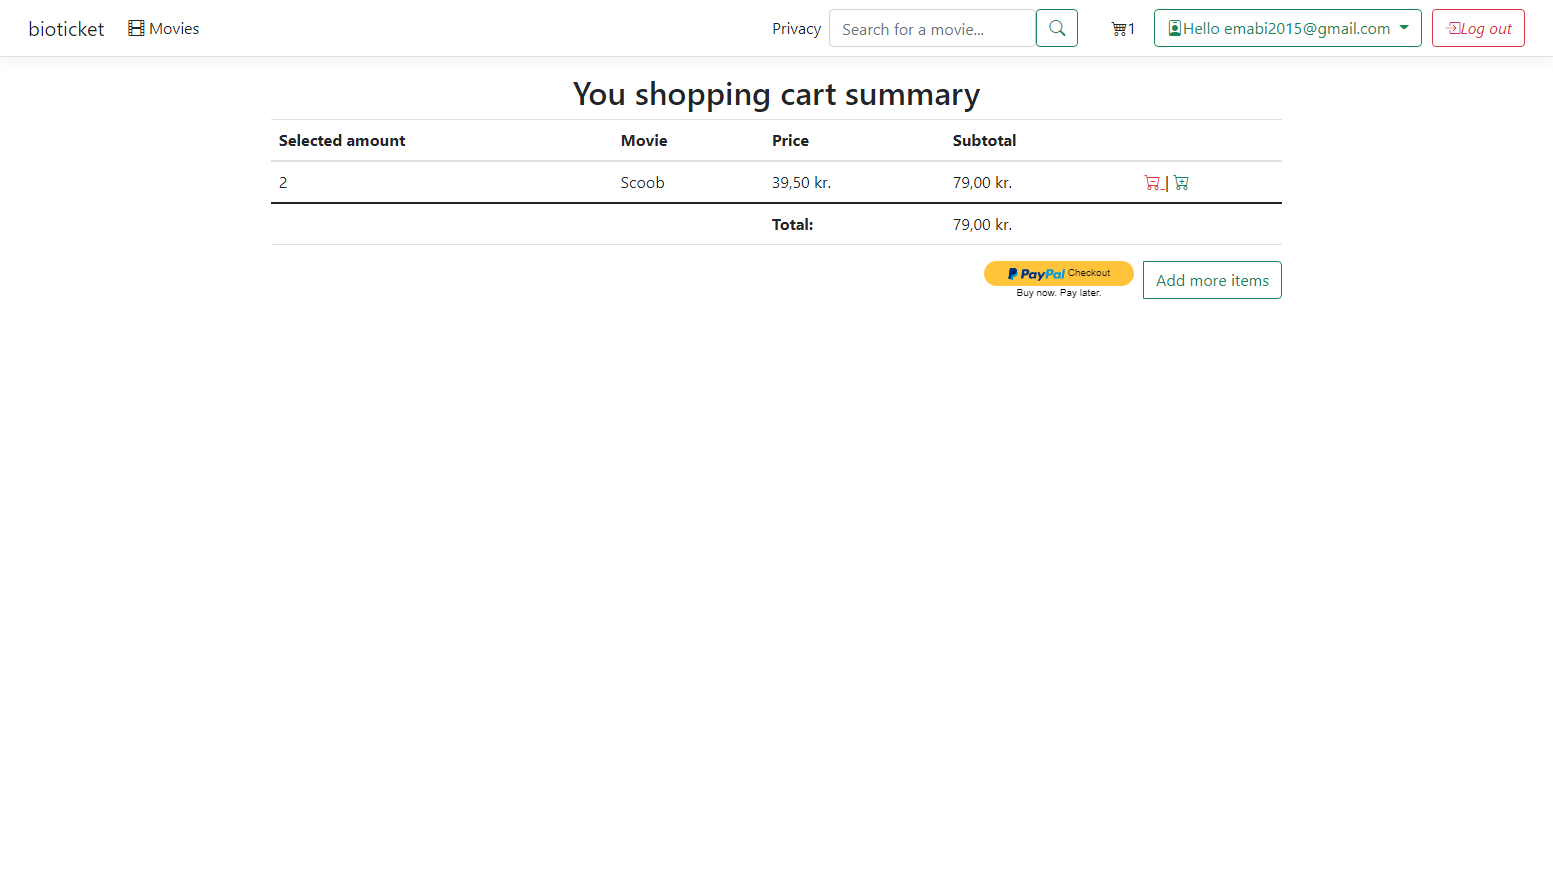 bioticket Movies Privacy Search for a movie... 1 Hello emabi2015@gmail.com Log out
You shopping cart summary
Selected amount Movie Price Subtotal
2 Scoob 39,50 kr. 79,00 kr. |
Total: 79,00 kr.
PayPal Checkout Add more items
Buy now. Pay later.